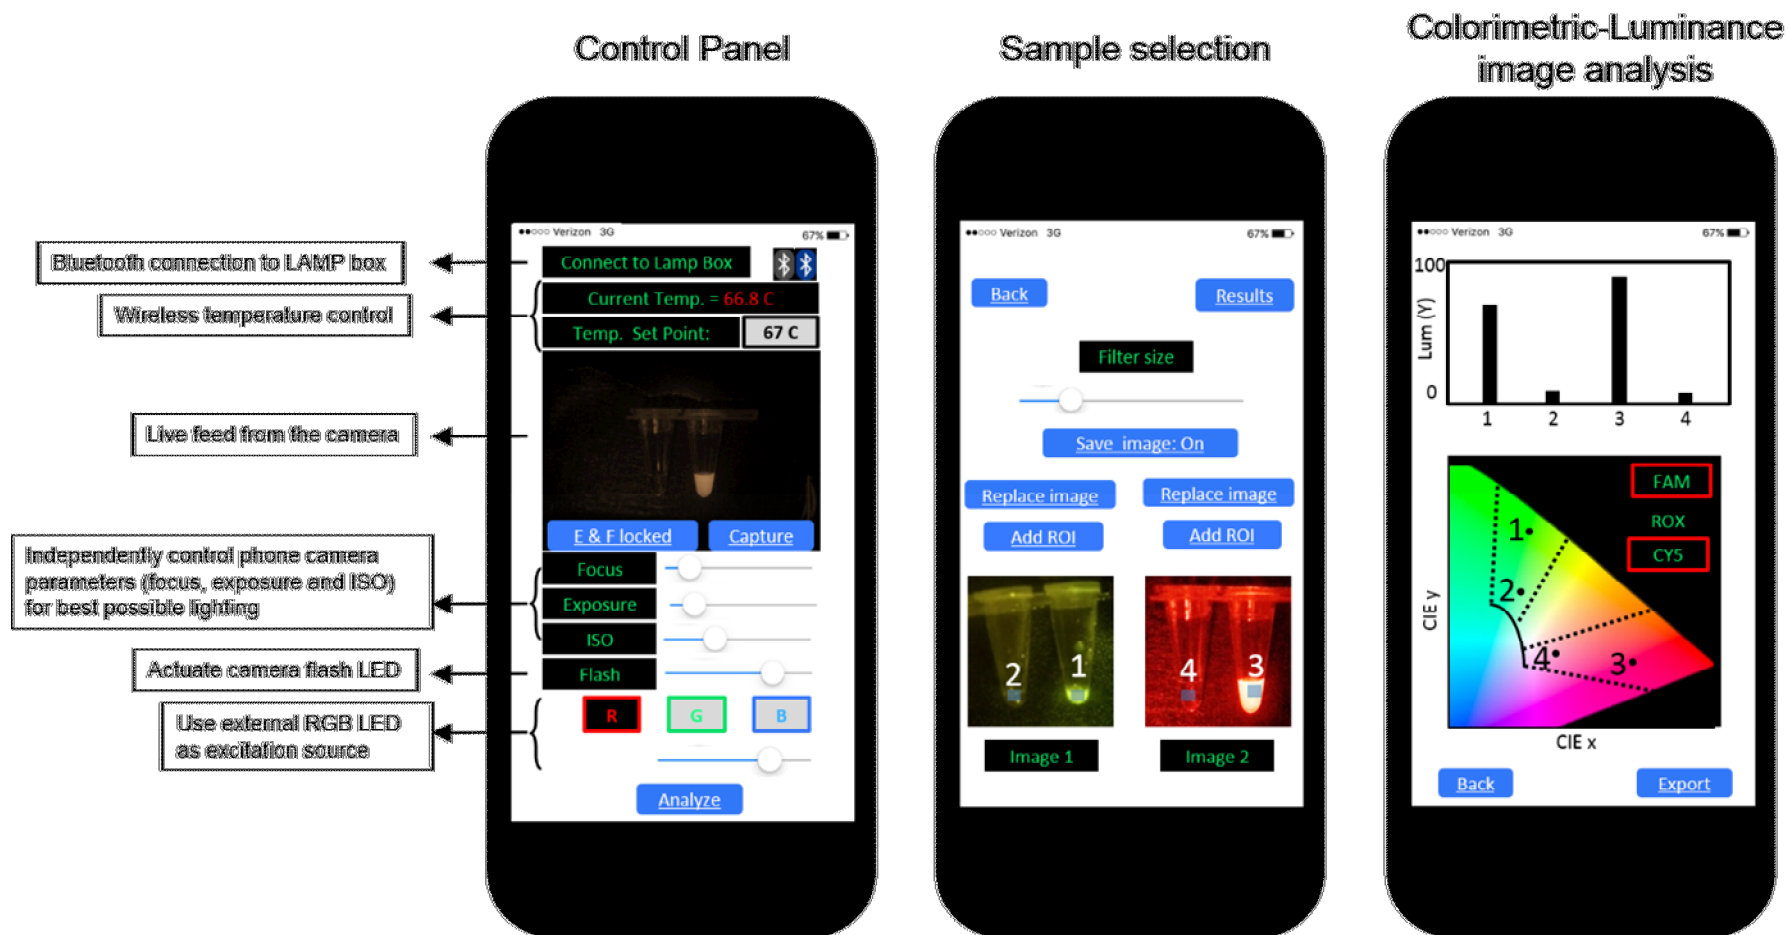 Control Panel
Sample selection
Colorimetric-Luminance
image analysis
Bluetooth connection to LAMP box
Wireless temperature control
Live feed from the camera
Independently control phone camera
parameters (focus, exposure and ISO)
for best possible lighting
Actuate camera flash LED
Use external RGB LED
as excitation source
Verizon 3G
67%
Connect to Lamp Box
Current Temp. = 66.8 C
Temp. Set Point:
67 C
E & F locked
Capture
Focus
Exposure
ISO
Flash
R
G
B
Analyze
Verizon 3G
67%
Back
Results
Filter size
Save image: On
Replace image
Replace image
Add ROI
Add ROI
2
1
4
3
Image 1
Image 2
Verizon 3G
67%
100
Lum (Y)
0
1
2
3
4
FAM
ROX
CY5
1
2
4
3
CIE y
CIE x
Back
Export